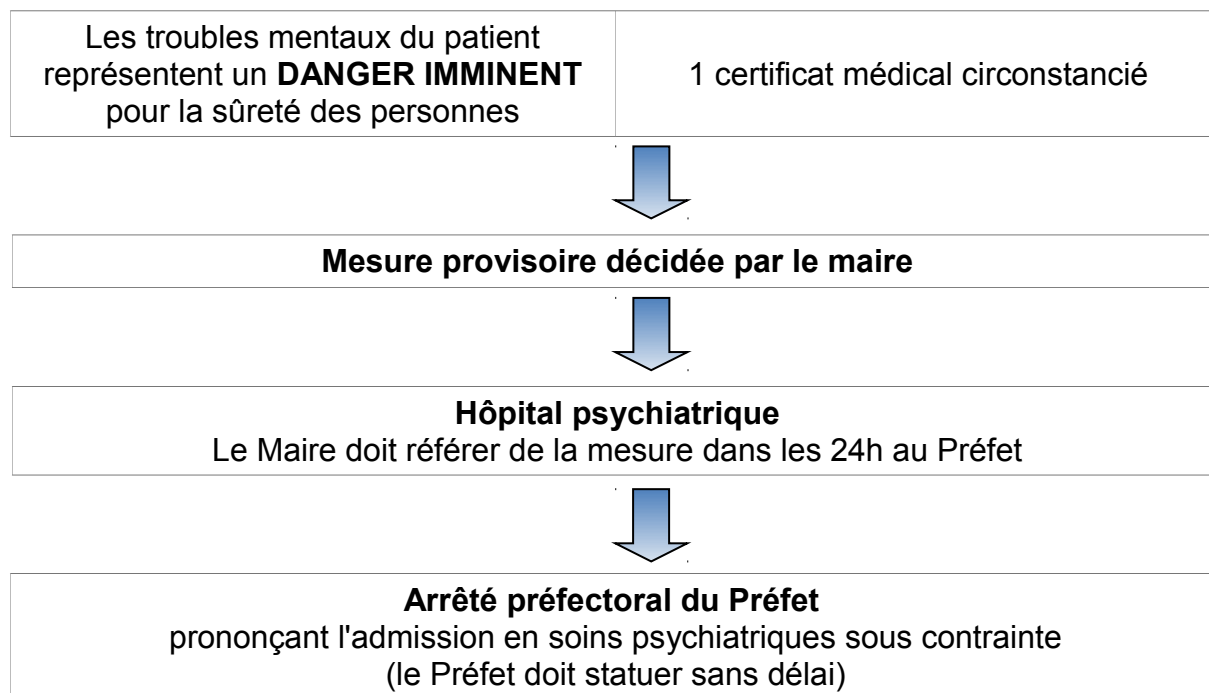 Les troubles mentaux du patient
représentent un DANGER IMMINENT
pour la sûreté des personnes
1 certificat médical circonstancié
Mesure provisoire décidée par le maire
Hôpital psychiatrique
Le Maire doit référer de la mesure dans les 24h au Préfet
Arrêté préfectoral du Préfet
prononçant l'admission en soins psychiatriques sous contrainte
(le Préfet doit statuer sans délai)